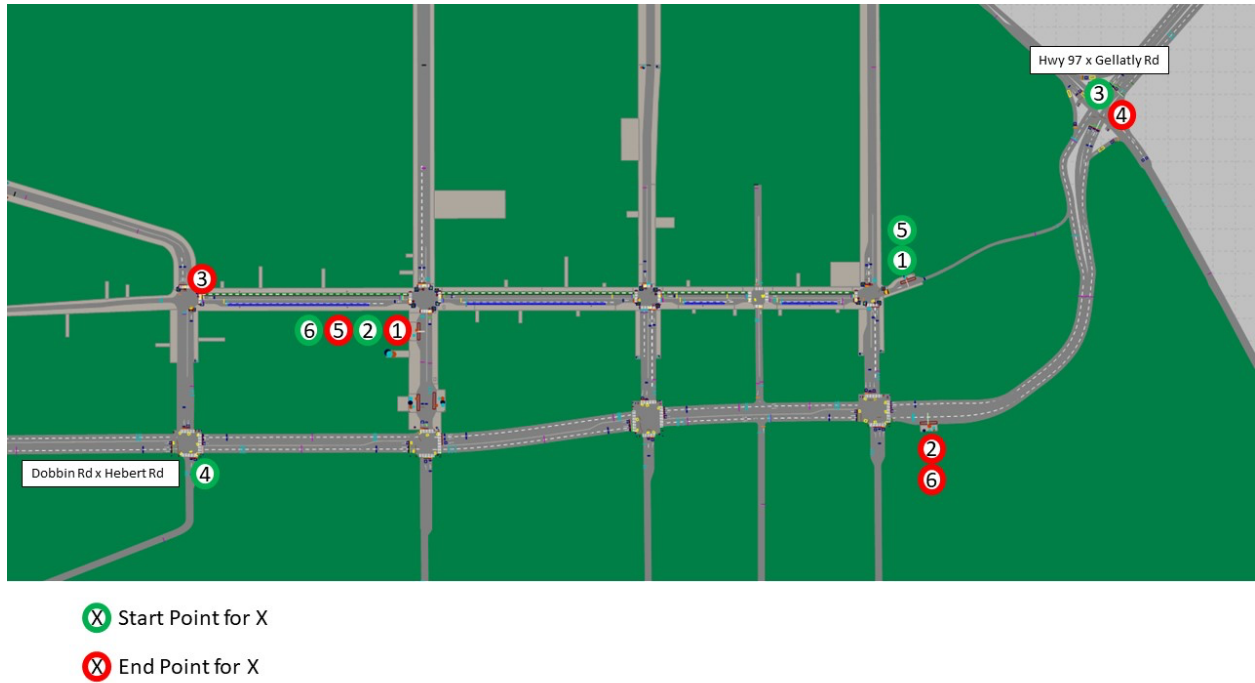 Hwy 97 x Gellatly Rd
3
4
5
1
3
6 5 2 1
2
6
Dobbin Rd x Hebert Rd
4
X Start Point for X
X End Point for X